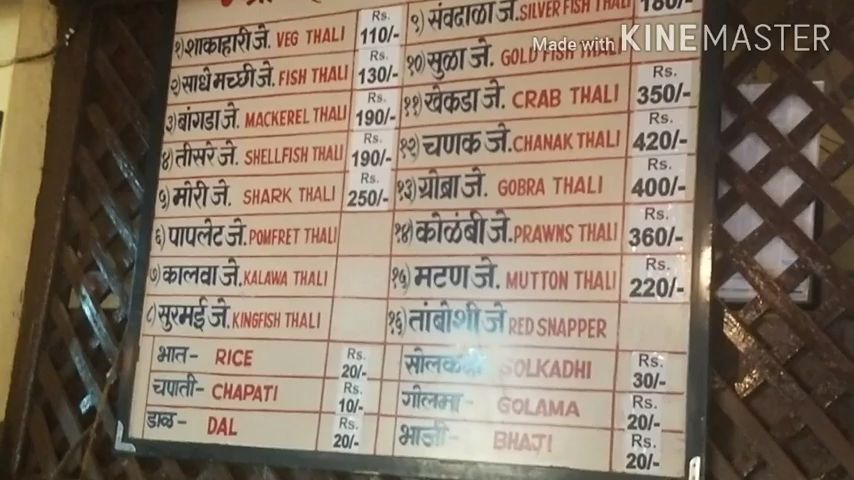 १) शाकाहारी जे. VEG THALI Rs. 110/-
२) साधे मच्छी जे. FISH THALI Rs. 130/-
३) बांगडा जे. MACKEREL THALI Rs. 190/-
४) तीसरे जे. SHELLFISH THALI Rs. 190/-
५) मोरी जे. SHARK THALI Rs. 250/-
६) पापलेट जे. POMFRET THALI
७) कालवा जे. KALAWA THALI
८) सुरमई जे. KINGFISH THALI
भात- RICE Rs. 20/-
चपाती- CHAPATI Rs. 10/-
डाळ- DAL Rs. 20/-
९) संवदाळा जे. SILVER FISH THALI 180/-
१०) सुळा जे. GOLD FISH THALI
११) खेकडा जे. CRAB THALI Rs. 350/-
१२) चणक जे. CHANAK THALI Rs. 420/-
१३) ग्रोब्रा जे. GOBRA THALI Rs. 400/-
१४) कोळंबी जे. PRAWNS THALI Rs. 360/-
१५) मटण जे. MUTTON THALI Rs. 220/-
१६) तांबोशी जे RED SNAPPER
SOLKADHI Rs. 30/-
गोलमा- GOLAMA Rs. 20/-
भाजी- BHAJI Rs. 20/-
Made with KINEMASTER